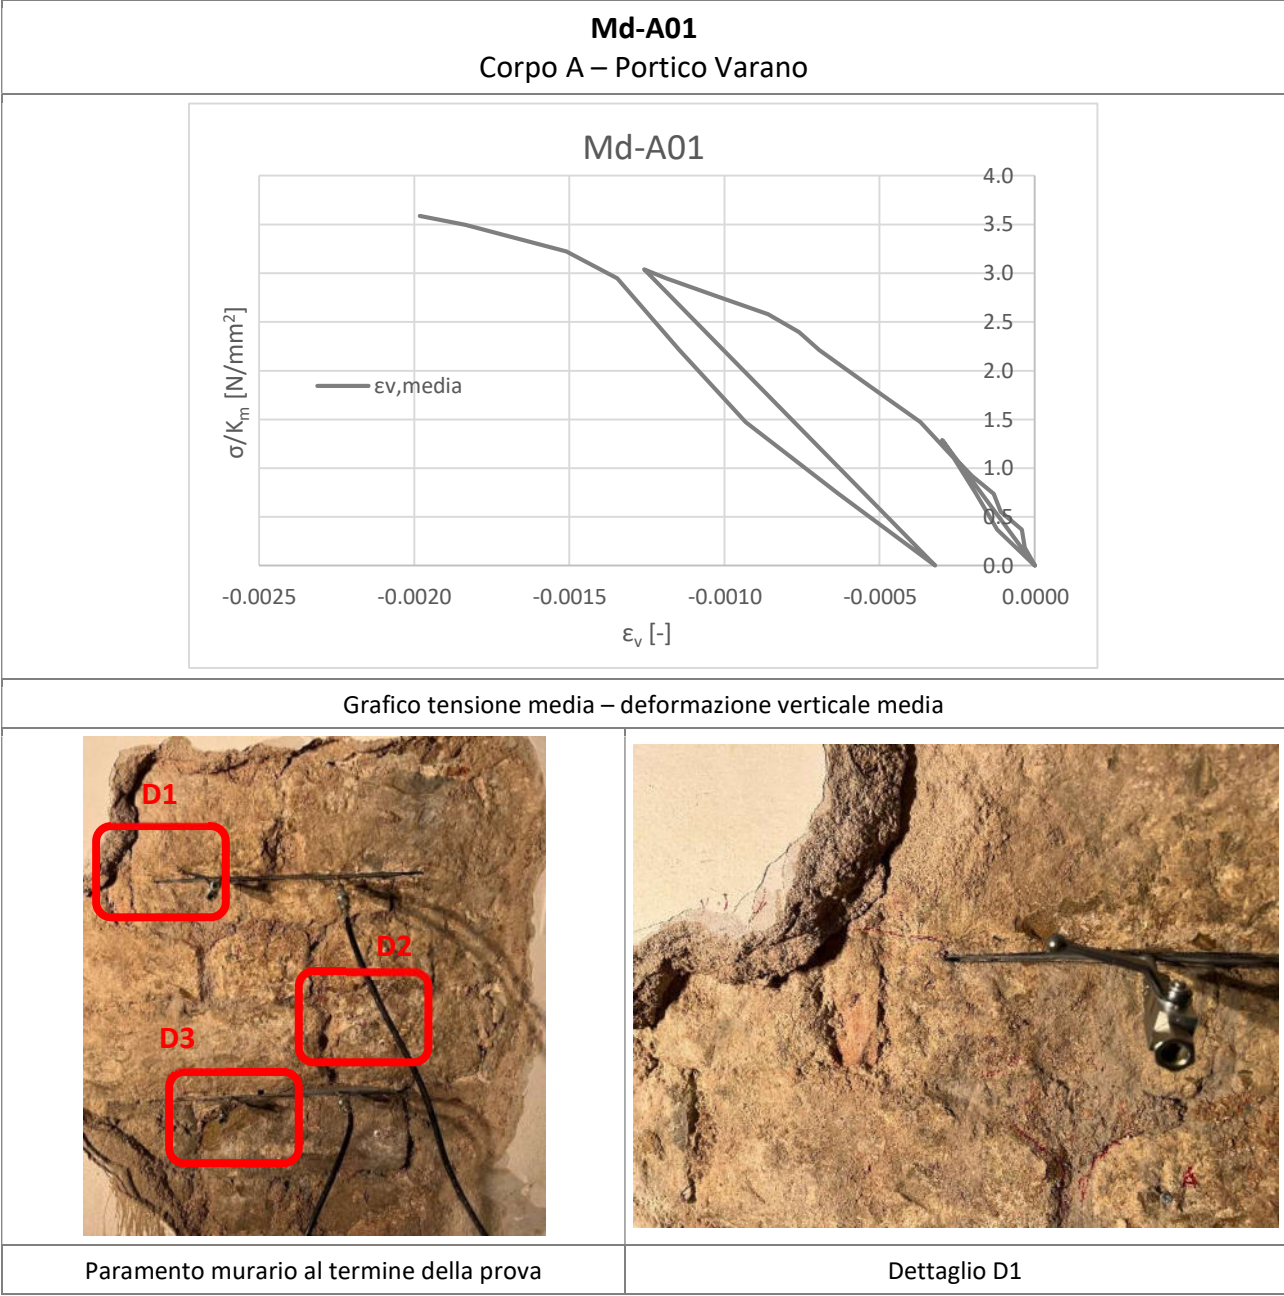 Md-A01
Corpo A – Portico Varano
Md-A01
4.0
3.5
3.0
2.5
2.0
1.5
1.0
0.5
0.0
σ/Km [N/mm²]
εv,media
-0.0025 -0.0020 -0.0015 -0.0010 -0.0005 0.0000
εv [-]
Grafico tensione media – deformazione verticale media
D1
D2
D3
Paramento murario al termine della prova
Dettaglio D1